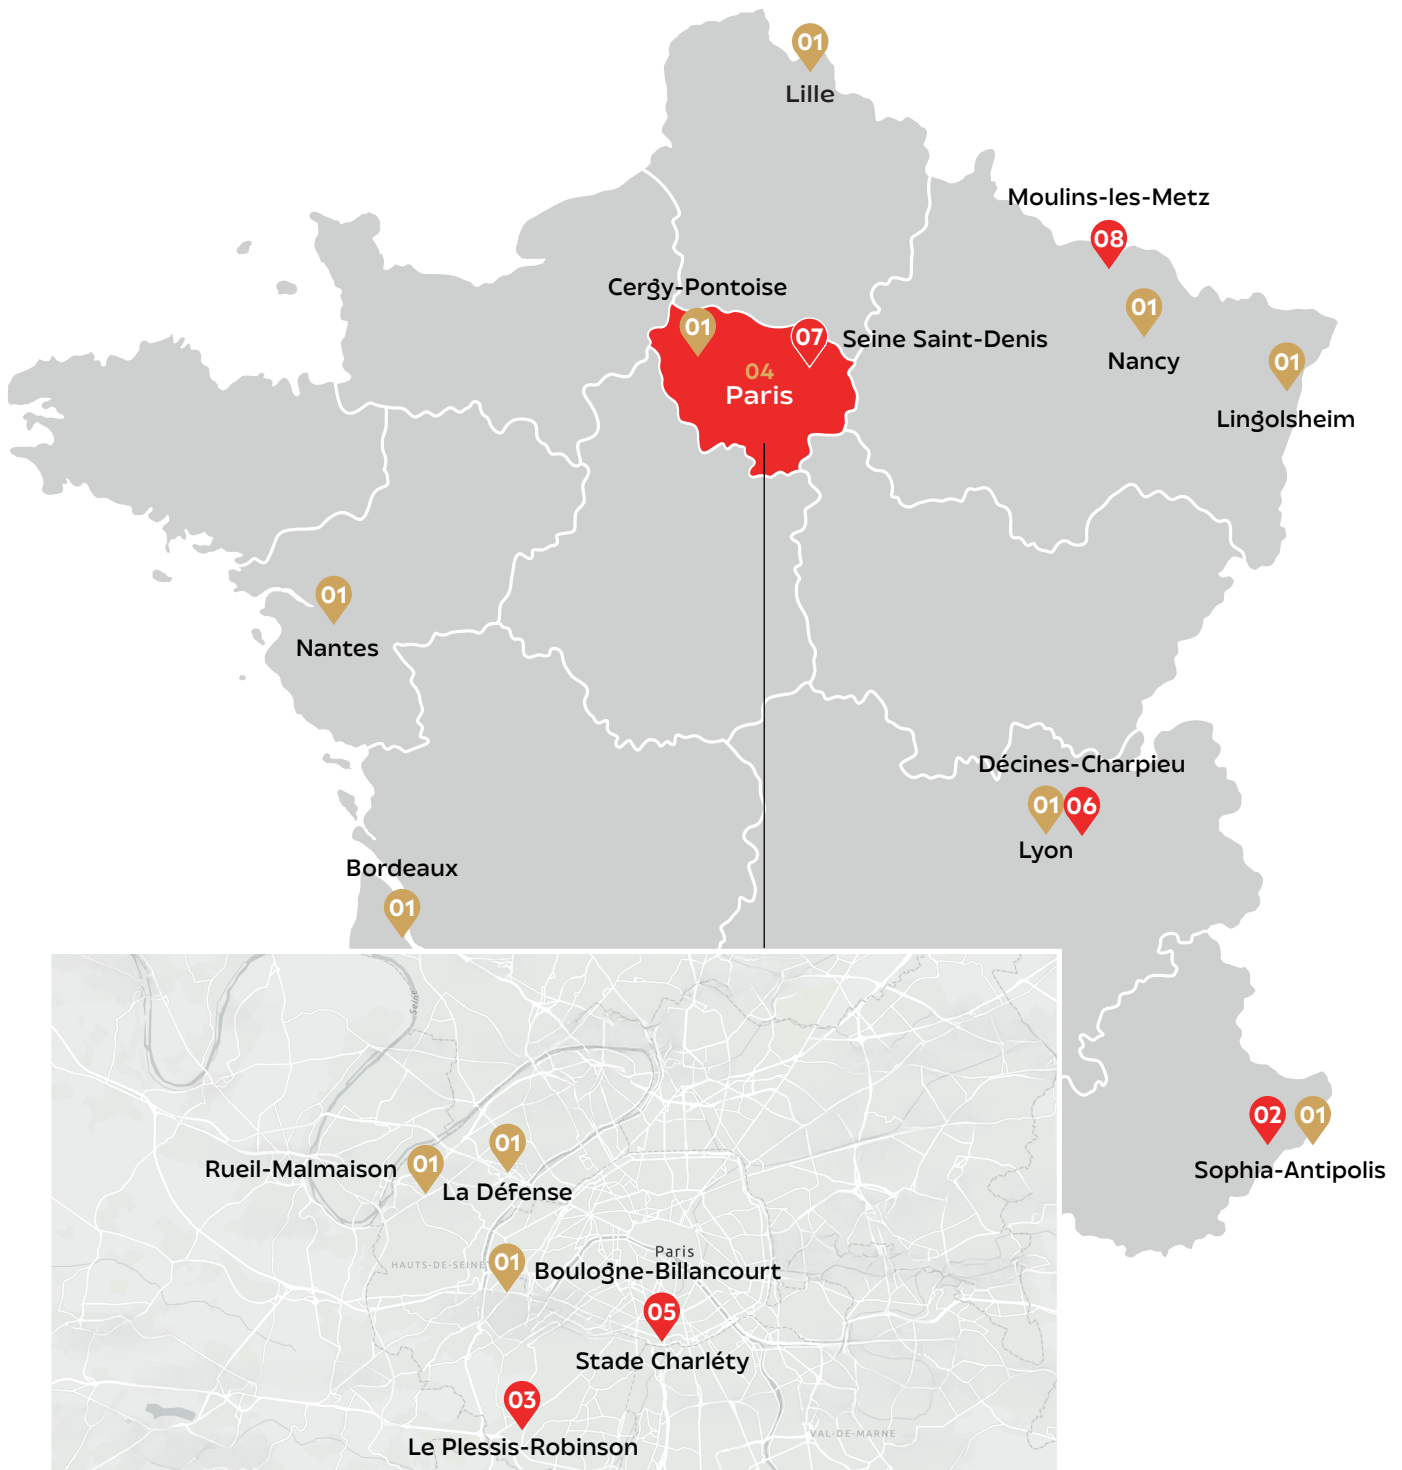 01
Lille
Moulins-les-Metz
08
Cergy-Pontoise
01
01
07
Seine Saint-Denis
Nancy
01
04
Paris
Lingolsheim
01
Nantes
Décines-Charpieu
01
06
Lyon
Bordeaux
01
Seine
02
01
Sophia-Antipolis
01
01
Rueil-Malmaison
La Défense
Paris
HAUTS-DE-SEINE
01
Boulogne-Billancourt
05
Stade Charléty
03
VAL-DE-MARNE
Le Plessis-Robinson